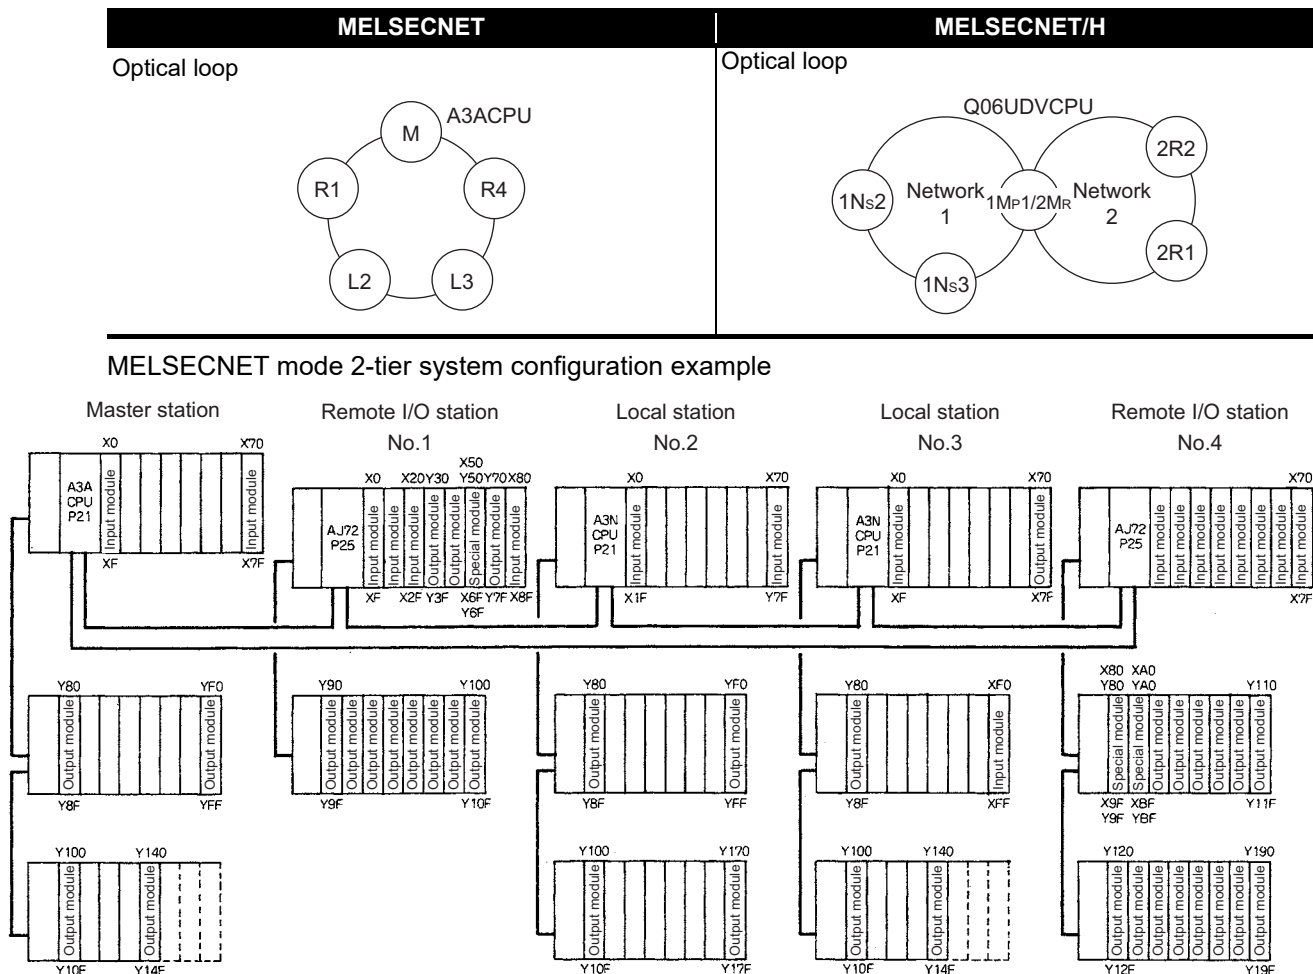 MELSECNET MELSECNET/H
Optical loop
Optical loop
A3ACPU
M
R1
R4
L2
L3
Q06UDVCPU
2R2
1Ns2
Network 1
1MP1/2MR
Network 2
2R1
1Ns3
MELSECNET mode 2-tier system configuration example
Master station
X0 X70
A3A
CPU
P21
Input module
Input module
XF X7F
Y80 YF0
Output module
Output module
Y8F YFF
Y100 Y140
Output module
Output module
Y10F Y14F
Remote I/O station
No.1
X50
X0 X20 Y30 Y50 Y70 X80
AJ72
P25
Input module
Input module
Input module
Output module
Output module
Special module
Output module
Input module
XF X2F Y3F X6F Y7F X8F
Y6F
Y90 Y100
Output module
Output module
Output module
Output module
Output module
Output module
Output module
Output module
Y9F Y10F
Local station
No.2
X0 X70
A3N
CPU
P21
Input module
Input module
X1F Y7F
Y80 YF0
Output module
Output module
Y8F YFF
Y100 Y170
Output module
Output module
Y10F Y17F
Local station
No.3
X0 X70
A3N
CPU
P21
Input module
Output module
XF X7F
Y80 XF0
Output module
Input module
Y8F XFF
Y100 Y140
Output module
Output module
Y10F Y14F
Remote I/O station
No.4
X70
AJ72
P25
Input module
Input module
Input module
Input module
Input module
Input module
Input module
Input module
X7F
X80 XA0
Y80 YA0 Y110
Special module
Special module
Output module
Output module
Output module
Output module
Output module
Output module
X9F XBF Y11F
Y9F YBF
Y120 Y190
Output module
Output module
Output module
Output module
Output module
Output module
Output module
Output module
Y12F Y19F